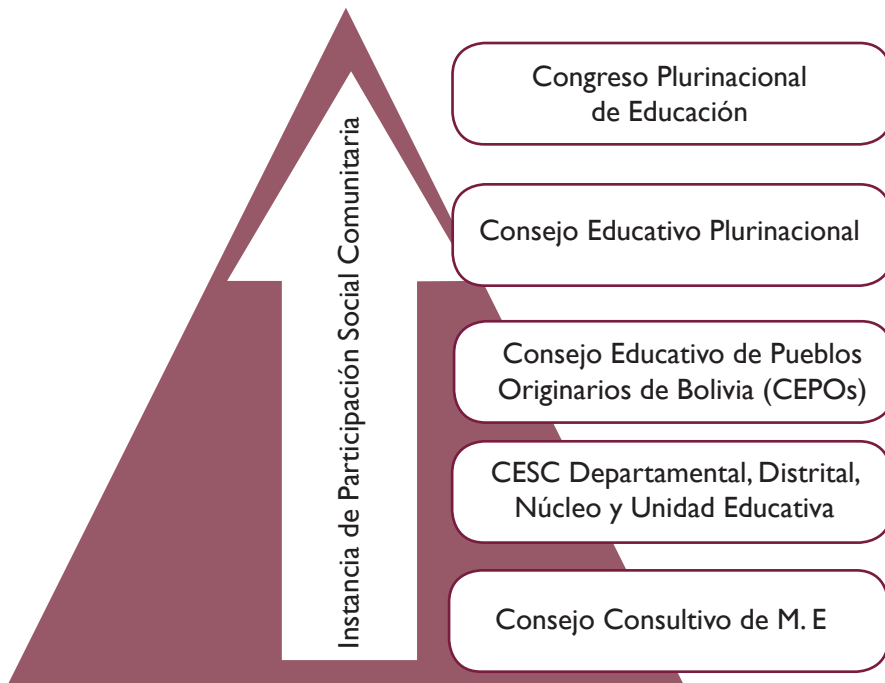 Instancia de Participación Social Comunitaria
Congreso Plurinacional
de Educación
Consejo Educativo Plurinacional
Consejo Educativo de Pueblos
Originarios de Bolivia (CEPOs)
CESC Departamental, Distrital,
Núcleo y Unidad Educativa
Consejo Consultivo de M. E